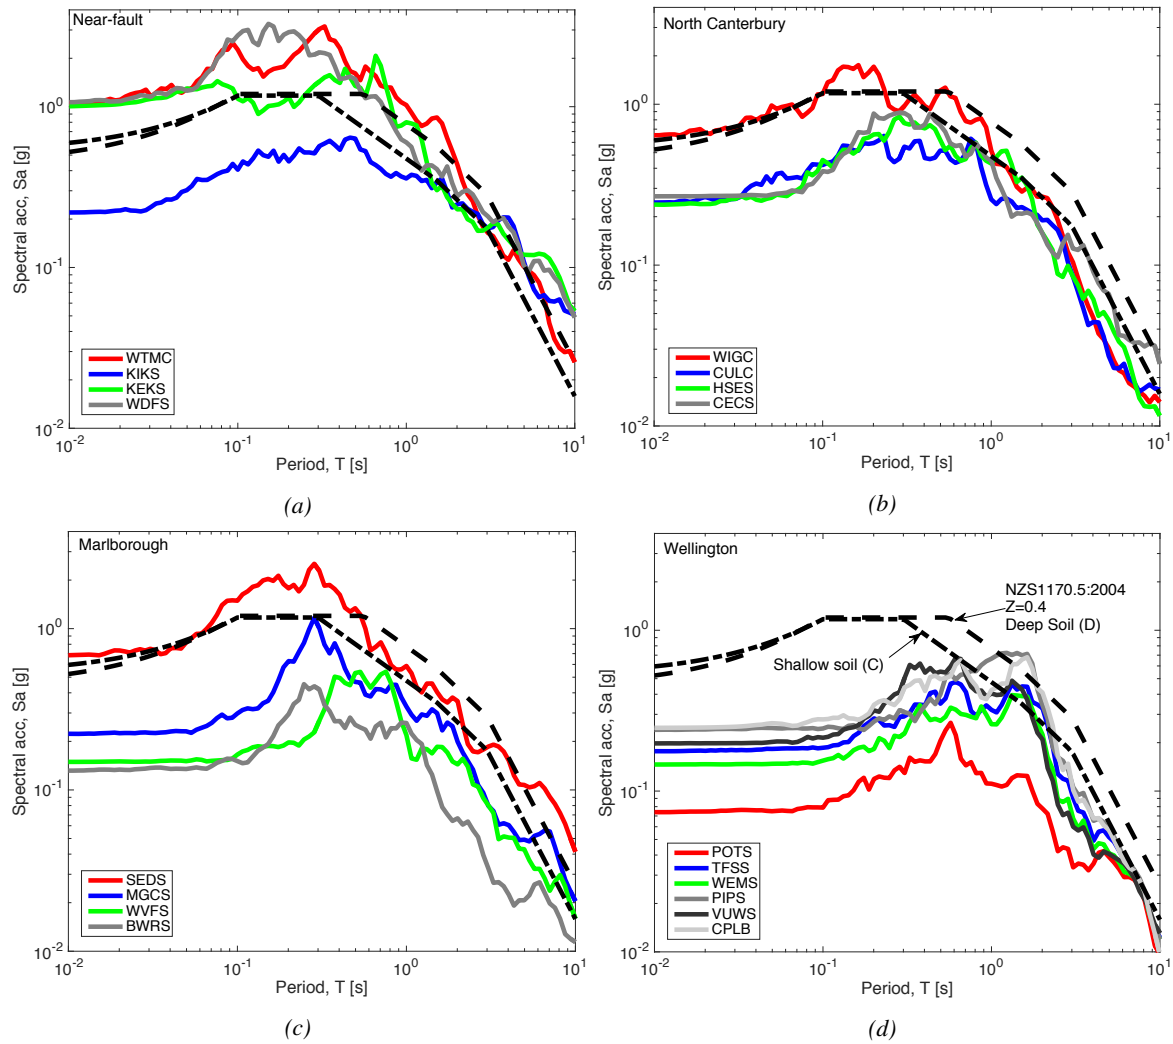 Near-fault
Spectral acc, Sa [g]
10^0
10^-1
10^-2
WTMC
KIKS
KEKS
WDFS
10^-2
10^-1
10^0
10^1
Period, T [s]
(a)
North Canterbury
Spectral acc, Sa [g]
10^0
10^-1
10^-2
WIGC
CULC
HSES
CECS
10^-2
10^-1
10^0
10^1
Period, T [s]
(b)
Marlborough
Spectral acc, Sa [g]
10^0
10^-1
10^-2
SEDS
MGCS
WVFS
BWRS
10^-2
10^-1
10^0
10^1
Period, T [s]
(c)
Wellington
NZS1170.5:2004
Z=0.4
Deep Soil (D)
Shallow soil (C)
Spectral acc, Sa [g]
10^0
10^-1
10^-2
POTS
TFSS
WEMS
PIPS
VUWS
CPLB
10^-2
10^-1
10^0
10^1
Period, T [s]
(d)